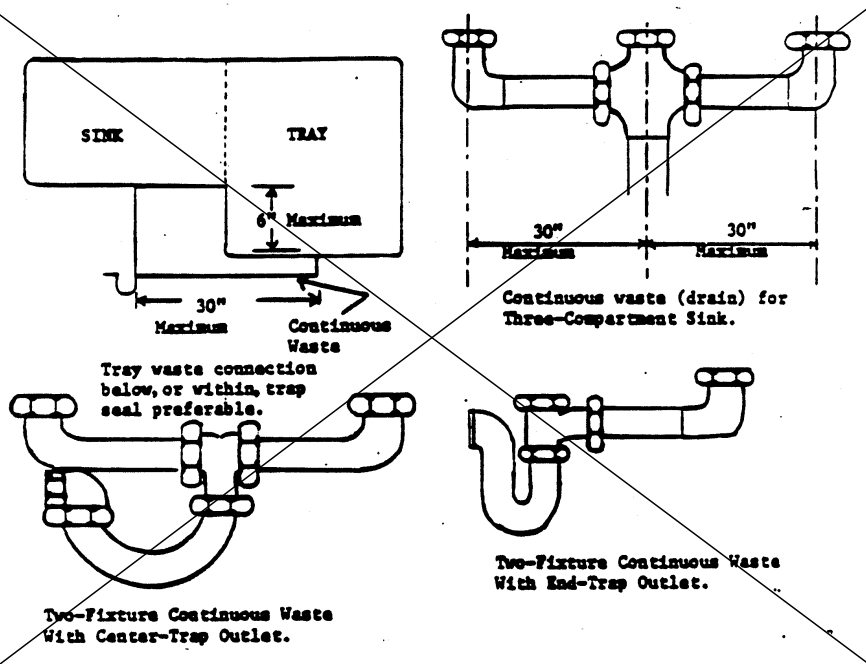 SINK
TRAY
6" Maximum
30"
Maximum
Continuous
Waste
Tray waste connection
below, or within, trap
seal preferable.
30"
Maximum
30"
Maximum
Continuous waste (drain) for
Three-Compartment Sink.
Two-Fixture Continuous Waste
With Center-Trap Outlet.
Two-Fixture Continuous Waste
With End-Trap Outlet.